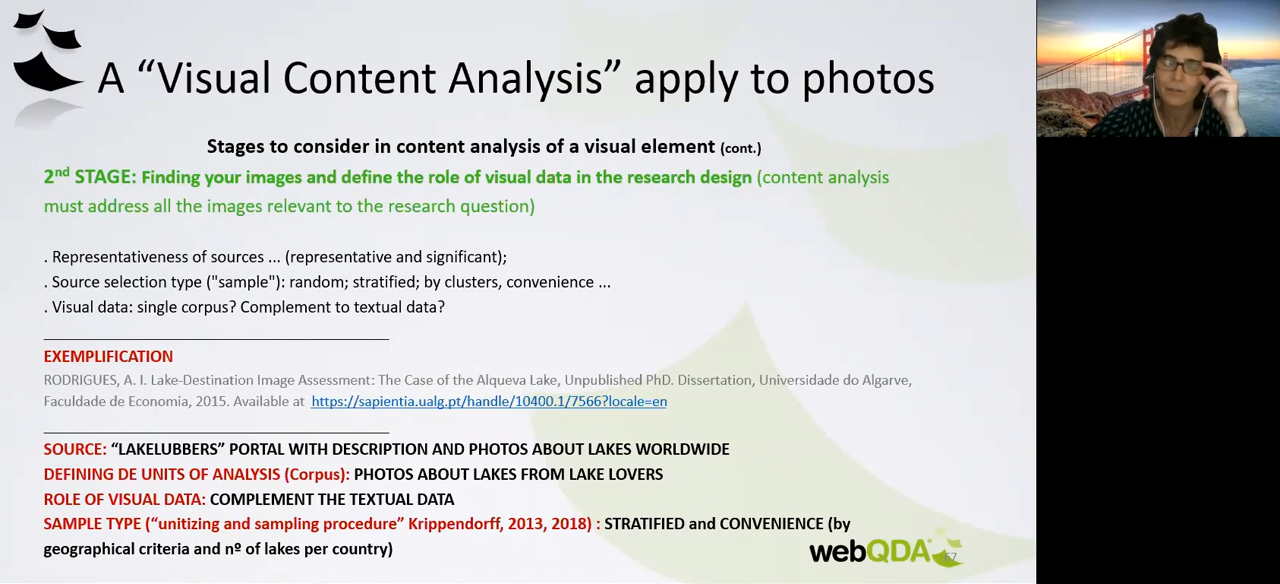 A “Visual Content Analysis” apply to photos
Stages to consider in content analysis of a visual element (cont.)
2nd STAGE: Finding your images and define the role of visual data in the research design (content analysis
must address all the images relevant to the research question)
. Representativeness of sources ... (representative and significant);
. Source selection type ("sample"): random; stratified; by clusters, convenience ...
. Visual data: single corpus? Complement to textual data?
EXEMPLIFICATION
RODRIGUES, A. I. Lake-Destination Image Assessment: The Case of the Alqueva Lake, Unpublished PhD. Dissertation, Universidade do Algarve,
Faculdade de Economia, 2015. Available at https://sapientia.ualg.pt/handle/10400.1/7566?locale=en
SOURCE: “LAKELUBBERS” PORTAL WITH DESCRIPTION AND PHOTOS ABOUT LAKES WORLDWIDE
DEFINING DE UNITS OF ANALYSIS (Corpus): PHOTOS ABOUT LAKES FROM LAKE LOVERS
ROLE OF VISUAL DATA: COMPLEMENT THE TEXTUAL DATA
SAMPLE TYPE (“unitizing and sampling procedure” Krippendorff, 2013, 2018) : STRATIFIED and CONVENIENCE (by
geographical criteria and nº of lakes per country)
webQDA
67